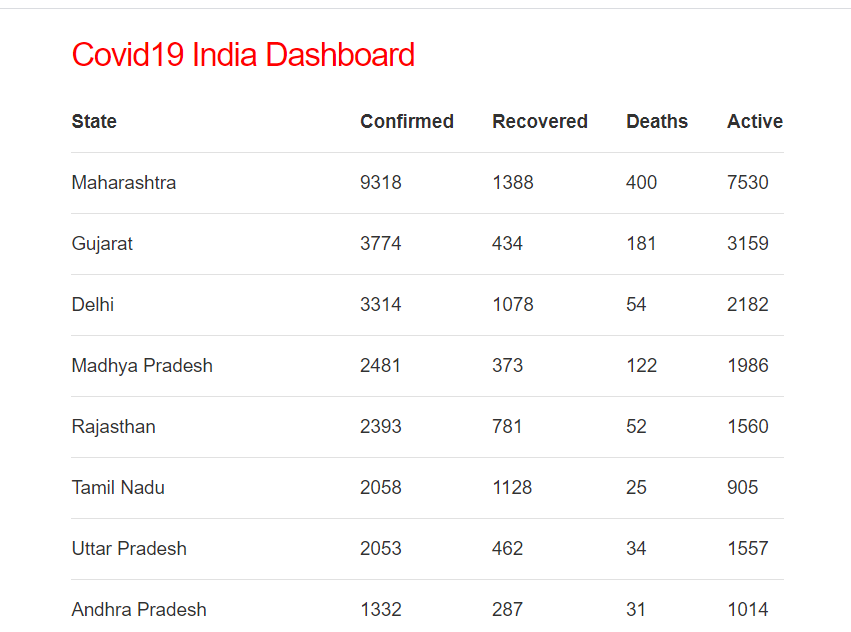 Covid19 India Dashboard
State Confirmed Recovered Deaths Active
Maharashtra 9318 1388 400 7530
Gujarat 3774 434 181 3159
Delhi 3314 1078 54 2182
Madhya Pradesh 2481 373 122 1986
Rajasthan 2393 781 52 1560
Tamil Nadu 2058 1128 25 905
Uttar Pradesh 2053 462 34 1557
Andhra Pradesh 1332 287 31 1014